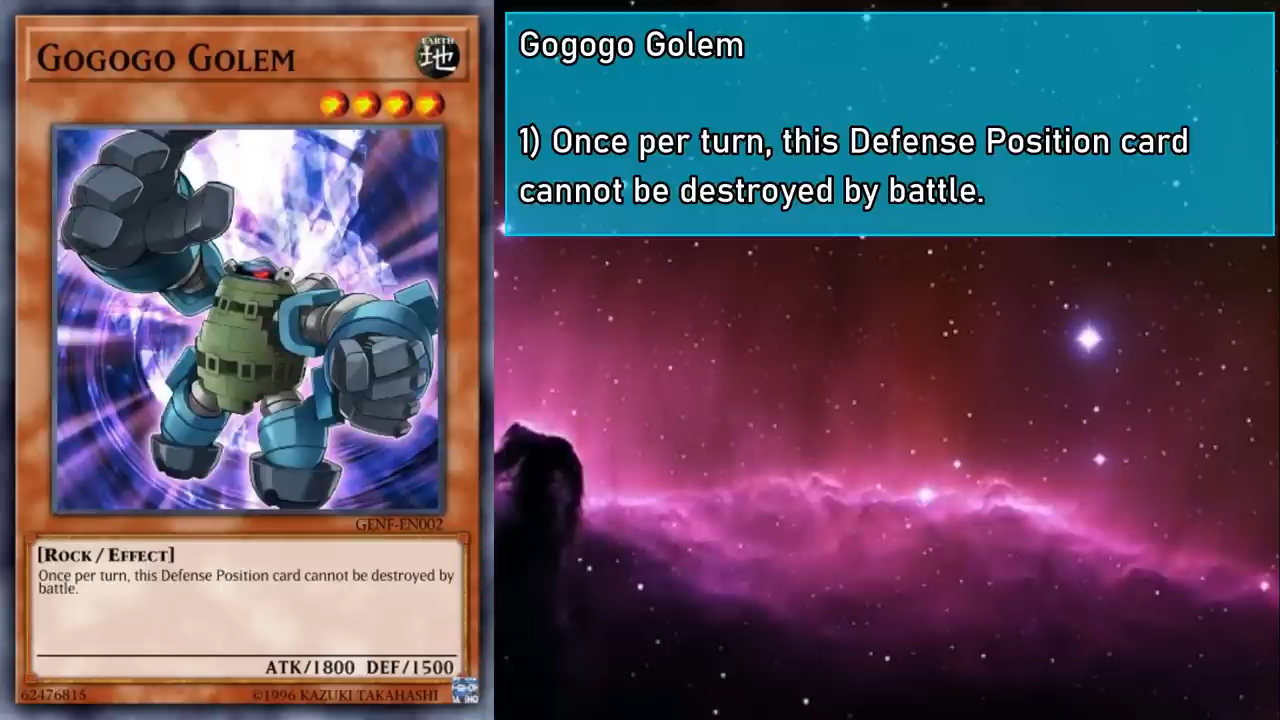 GOGOGO GOLEM
EARTH
地
GENF-EN002
[ROCK / EFFECT]
Once per turn, this Defense Position card cannot be destroyed by
battle.
ATK/1800 DEF/1500
62476815
©1996 KAZUKI TAKAHASHI
Gogogo Golem
1) Once per turn, this Defense Position card
cannot be destroyed by battle.